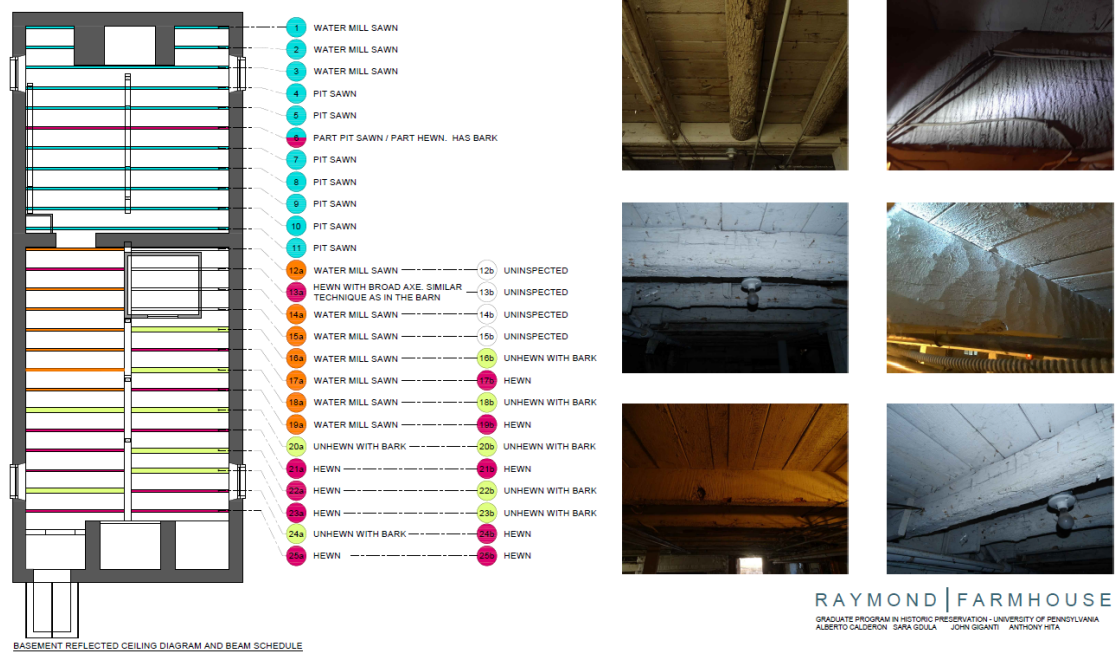 1 WATER MILL SAWN
2 WATER MILL SAWN
3 WATER MILL SAWN
4 PIT SAWN
5 PIT SAWN
6 PART PIT SAWN / PART HEWN. HAS BARK
7 PIT SAWN
8 PIT SAWN
9 PIT SAWN
10 PIT SAWN
11 PIT SAWN
12a WATER MILL SAWN 12b UNINSPECTED
13a HEWN WITH BROAD AXE. SIMILAR
TECHNIQUE AS IN THE BARN 13b UNINSPECTED
14a WATER MILL SAWN 14b UNINSPECTED
15a WATER MILL SAWN 15b UNINSPECTED
16a WATER MILL SAWN 16b UNHEWN WITH BARK
17a WATER MILL SAWN 17b HEWN
18a WATER MILL SAWN 18b UNHEWN WITH BARK
19a WATER MILL SAWN 19b HEWN
20a UNHEWN WITH BARK 20b UNHEWN WITH BARK
21a HEWN 21b HEWN
22a HEWN 22b UNHEWN WITH BARK
23a HEWN 23b UNHEWN WITH BARK
24a UNHEWN WITH BARK 24b HEWN
25a HEWN 25b HEWN
BASEMENT REFLECTED CEILING DIAGRAM AND BEAM SCHEDULE
RAYMOND | FARMHOUSE
GRADUATE PROGRAM IN HISTORIC PRESERVATION - UNIVERSITY OF PENNSYLVANIA
ALBERTO CALDERON SARA GDULA JOHN GIGANTI ANTHONY HITA